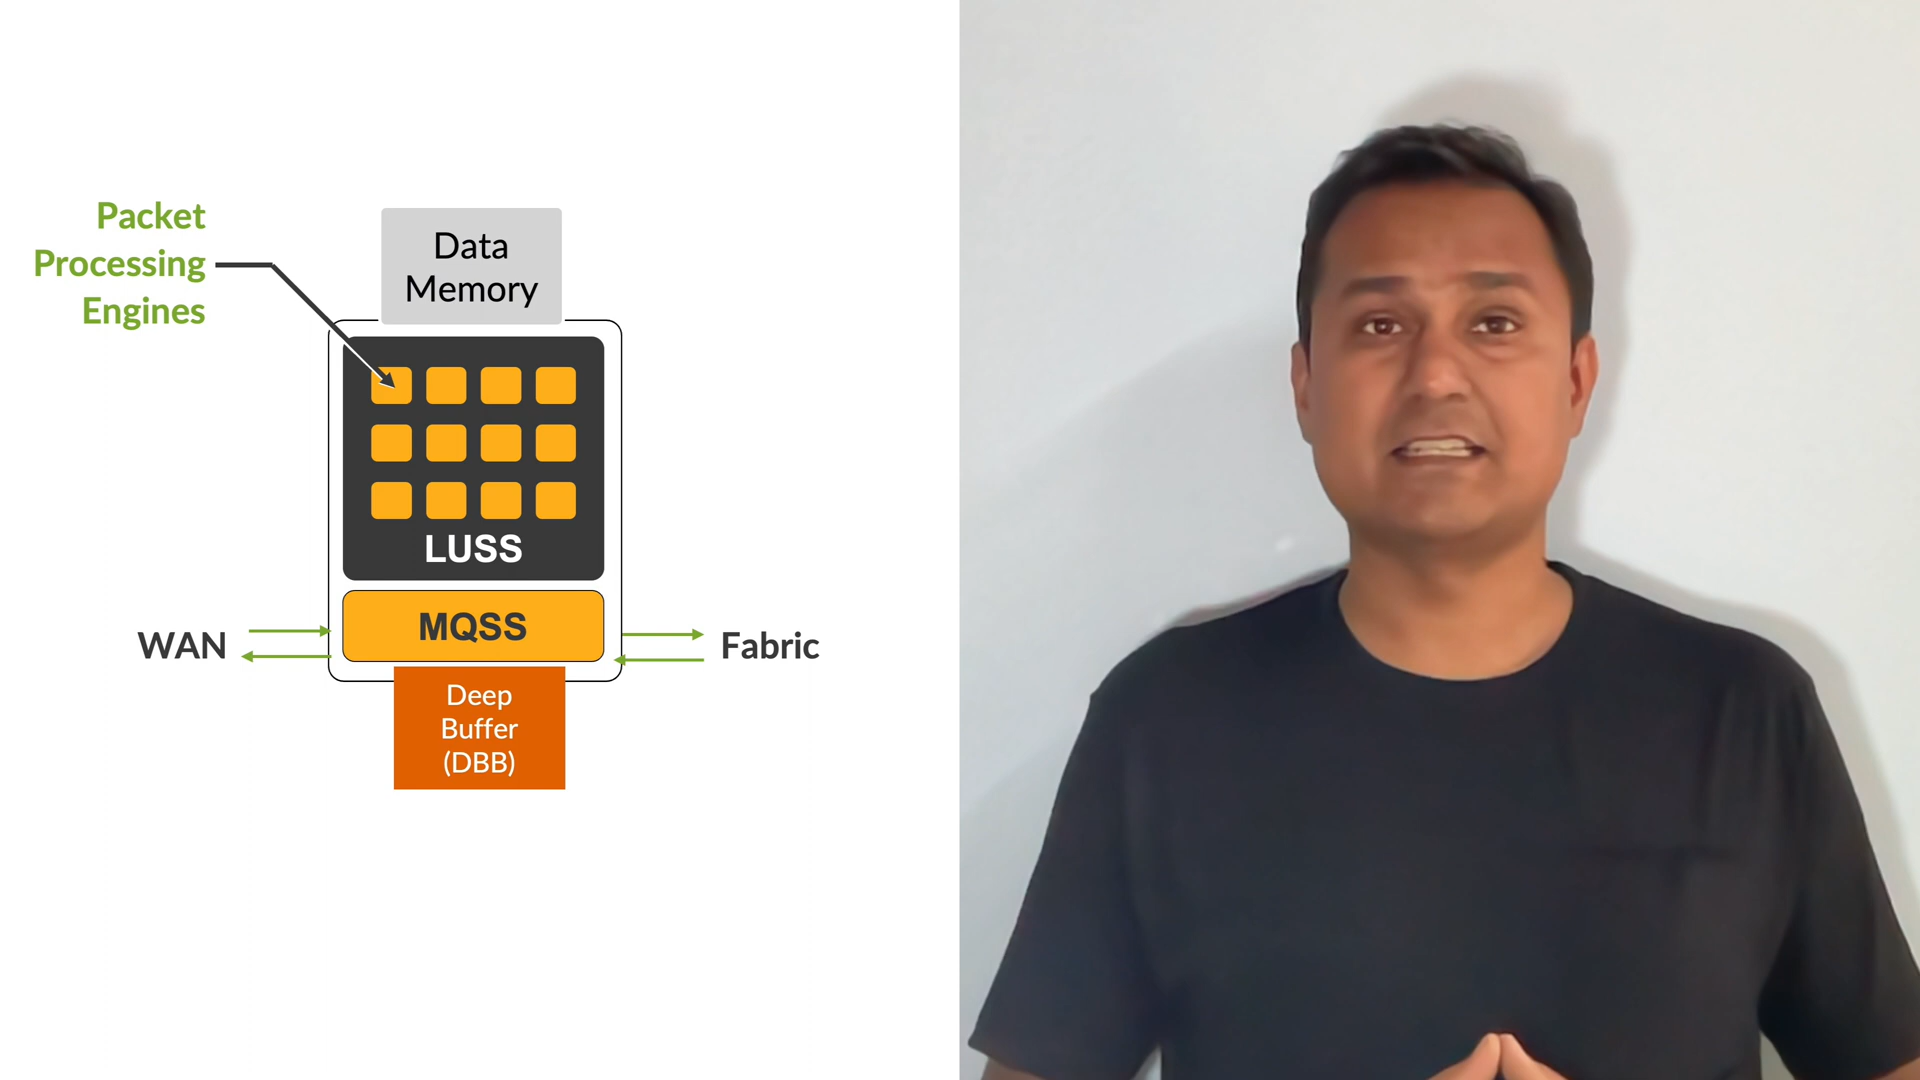 Packet
Processing
Engines
Data
Memory
LUSS
MQSS
WAN
Fabric
Deep
Buffer
(DBB)